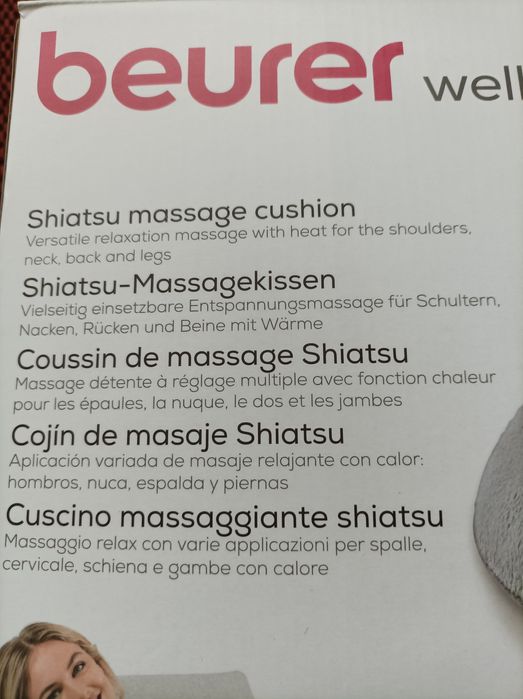 beurer well
Shiatsu massage cushion
Versatile relaxation massage with heat for the shoulders,
neck, back and legs
Shiatsu-Massagekissen
Vielseitig einsetzbare Entspannungsmassage für Schultern,
Nacken, Rücken und Beine mit Wärme
Coussin de massage Shiatsu
Massage détente à réglage multiple avec fonction chaleur
pour les épaules, la nuque, le dos et les jambes
Cojín de masaje Shiatsu
Aplicación variada de masaje relajante con calor:
hombros, nuca, espalda y piernas
Cuscino massaggiante shiatsu
Massaggio relax con varie applicazioni per spalle,
cervicale, schiena e gambe con calore